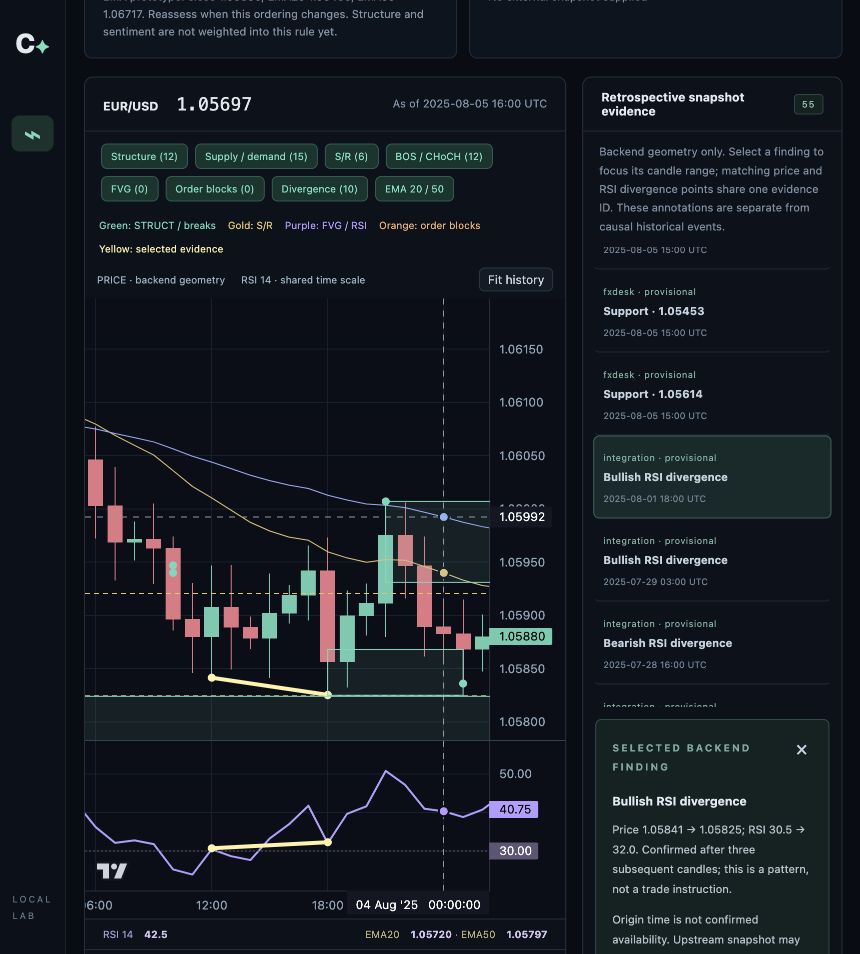 1.06717. Reassess when this ordering changes. Structure and
sentiment are not weighted into this rule yet.
C
EUR/USD 1.05697 As of 2025-08-05 16:00 UTC
Structure (12) Supply / demand (15) S/R (6) BOS / CHoCH (12)
FVG (0) Order blocks (0) Divergence (10) EMA 20 / 50
Green: STRUCT / breaks Gold: S/R Purple: FVG / RSI Orange: order blocks
Yellow: selected evidence
PRICE · backend geometry RSI 14 · shared time scale Fit history
1.06150
1.06100
1.06050
1.05992
1.05950
1.05900
1.05880
1.05850
1.05800
50.00
40.75
30.00
06:00 12:00 18:00 04 Aug '25 00:00:00
RSI 14 42.5 EMA20 1.05720 · EMA50 1.05797
Retrospective snapshot
evidence
55
Backend geometry only. Select a finding to
focus its candle range; matching price and
RSI divergence points share one evidence
ID. These annotations are separate from
causal historical events.
2025-08-05 15:00 UTC
fxdesk · provisional
Support · 1.05453
2025-08-05 15:00 UTC
fxdesk · provisional
Support · 1.05614
2025-08-05 15:00 UTC
integration · provisional
Bullish RSI divergence
2025-08-01 18:00 UTC
integration · provisional
Bullish RSI divergence
2025-07-29 03:00 UTC
integration · provisional
Bearish RSI divergence
2025-07-28 16:00 UTC
SELECTED BACKEND
FINDING
Bullish RSI divergence
Price 1.05841 → 1.05825; RSI 30.5 →
32.0. Confirmed after three
subsequent candles; this is a pattern,
not a trade instruction.
Origin time is not confirmed
availability. Upstream snapshot may
LOCAL
LAB